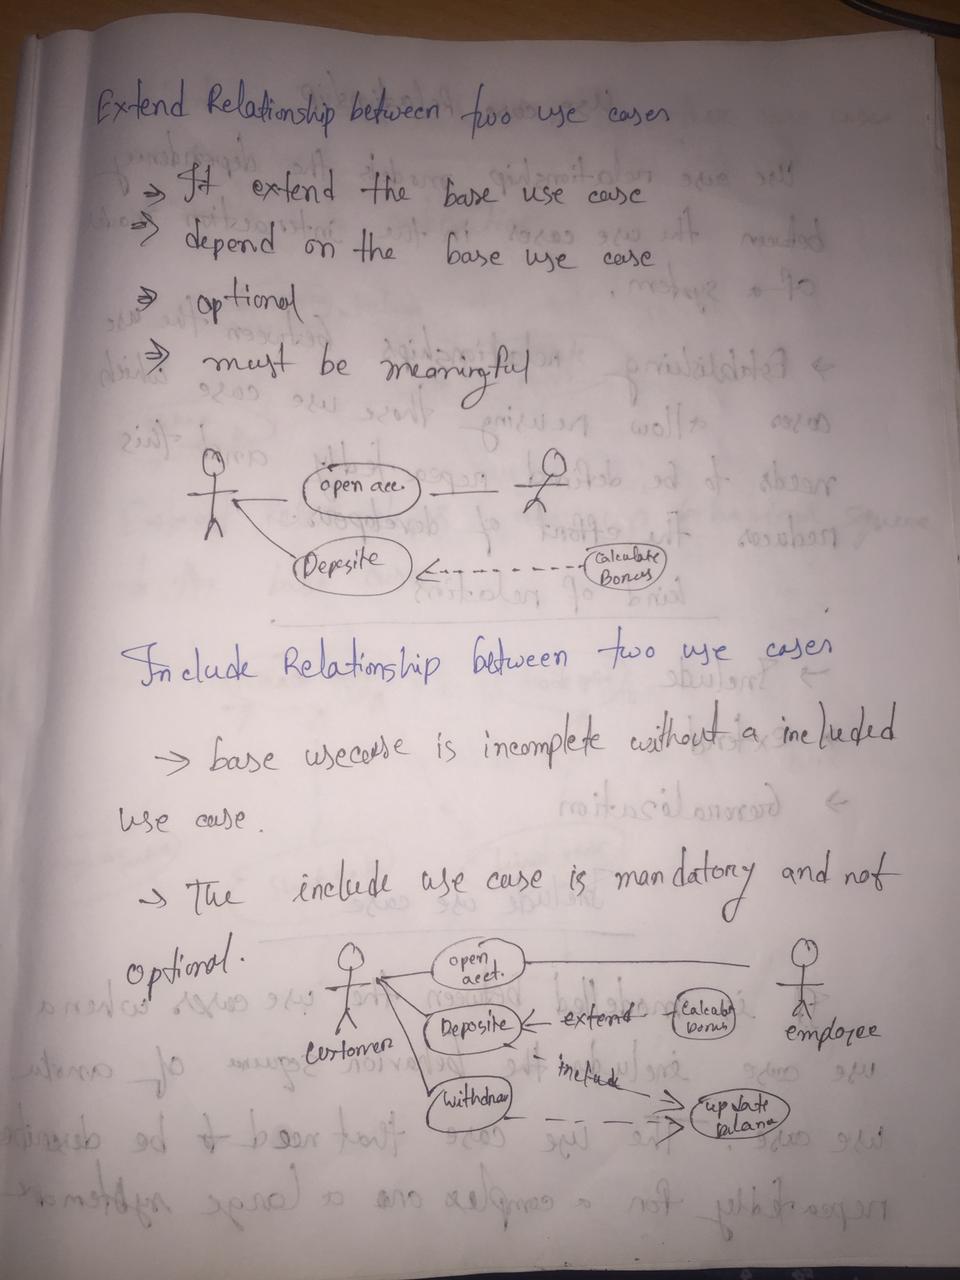 Extend Relationship between two use cases
⇒ It extend the base use case
⇒ depend on the base use case
⇒ optional
⇒ must be meaningful
open acc.
Deposite
Calculate
Bonus
Include Relationship between two use cases
→ base usecase is incomplete without a included
use case.
→ The include use case is mandatory and not
optional.
open
acct.
Deposite
extend
Calculate
bonus
customer
employee
include
withdraw
update